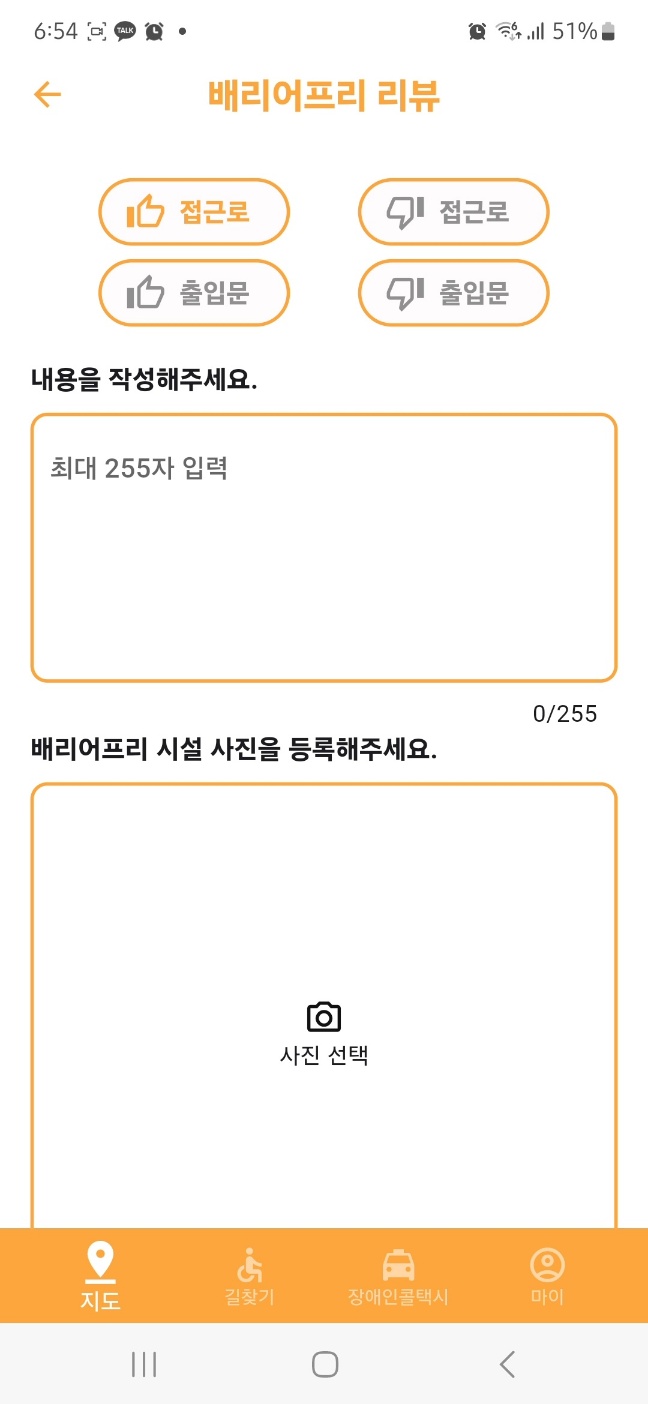 6:54 TALK 6 51%
배리어프리 리뷰
접근로 접근로
출입문 출입문
내용을 작성해주세요.
최대 255자 입력
0/255
배리어프리 시설 사진을 등록해주세요.
사진 선택
지도 길찾기 장애인콜택시 마이